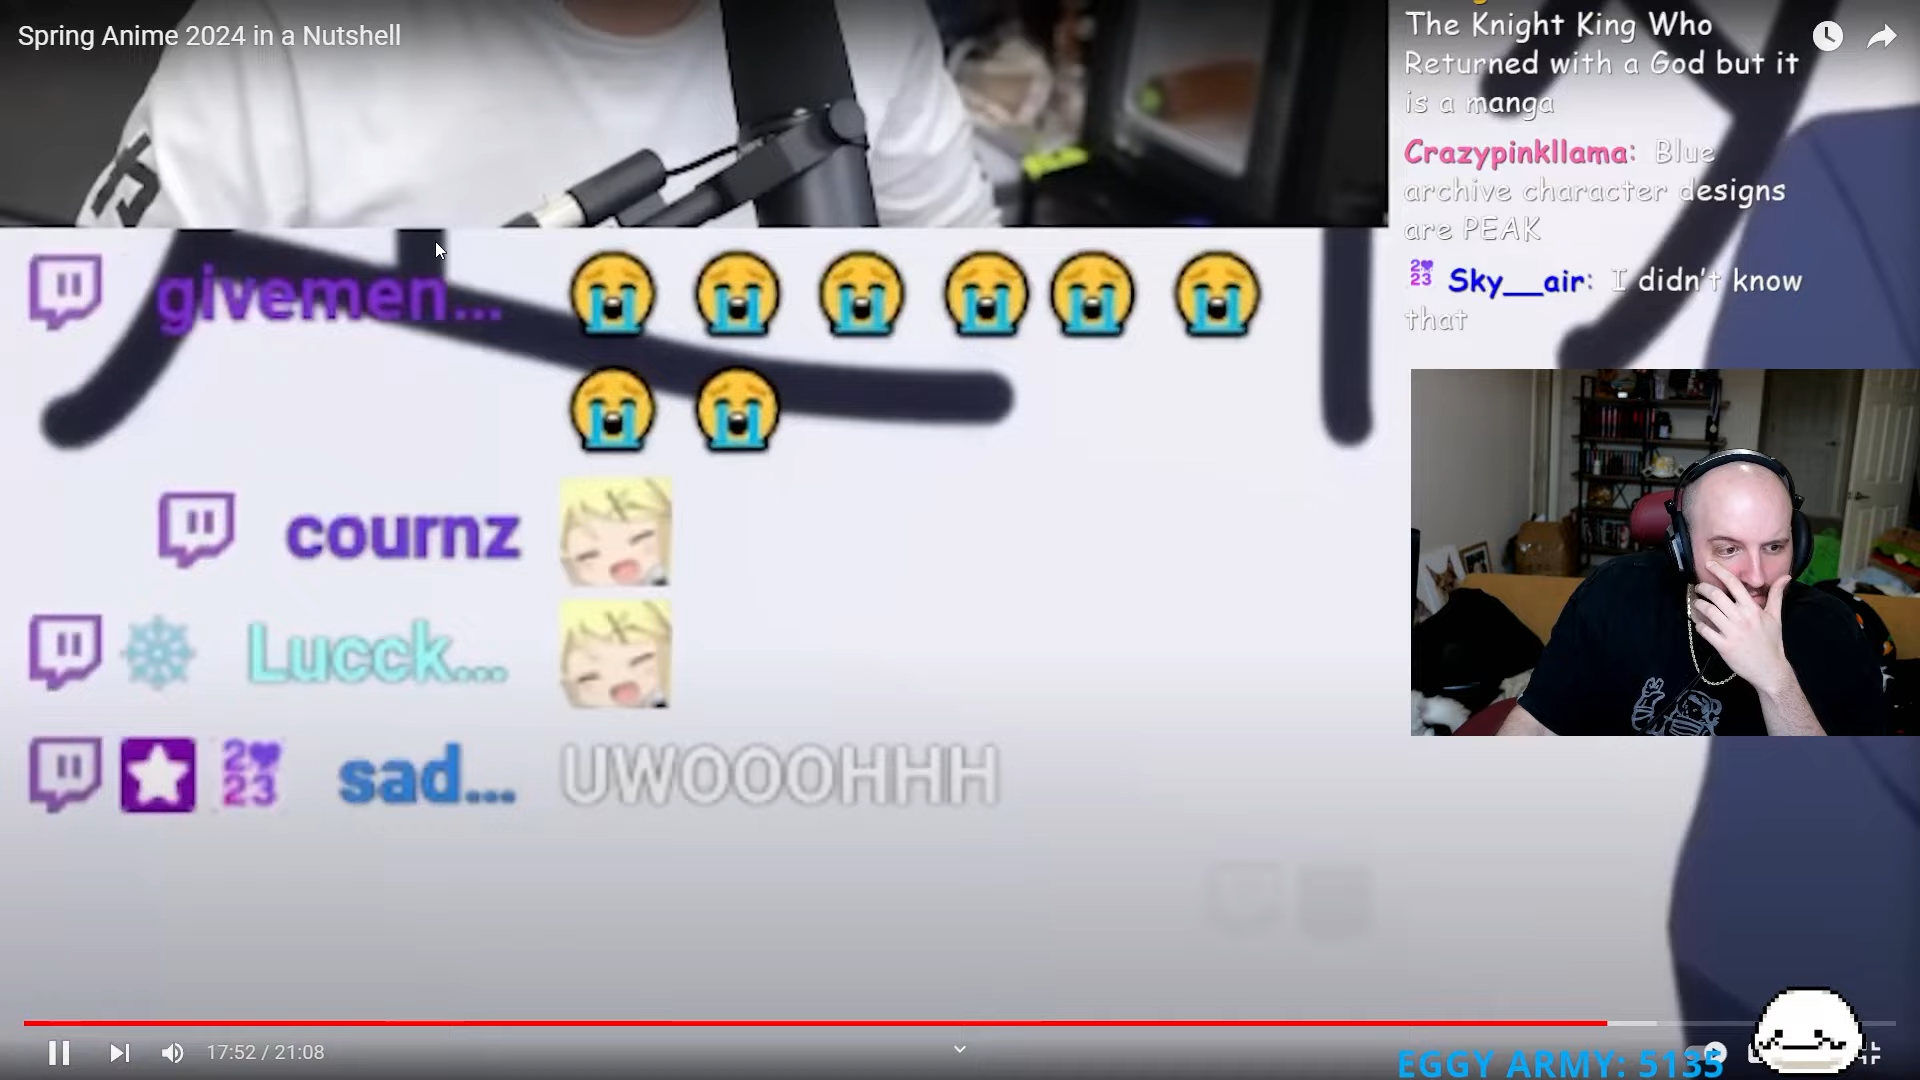 Spring Anime 2024 in a Nutshell
The Knight King Who
Returned with a God but it
is a manga
Crazypinkllama: Blue
archive character designs
are PEAK
2023 Sky__air: I didn't know
that
givemen... 😭 😭 😭 😭 😭 😭
😭 😭
cournz
Lucck...
2023 sad... UWOOOHHH
17:52 / 21:08
EGGY ARMY: 5135